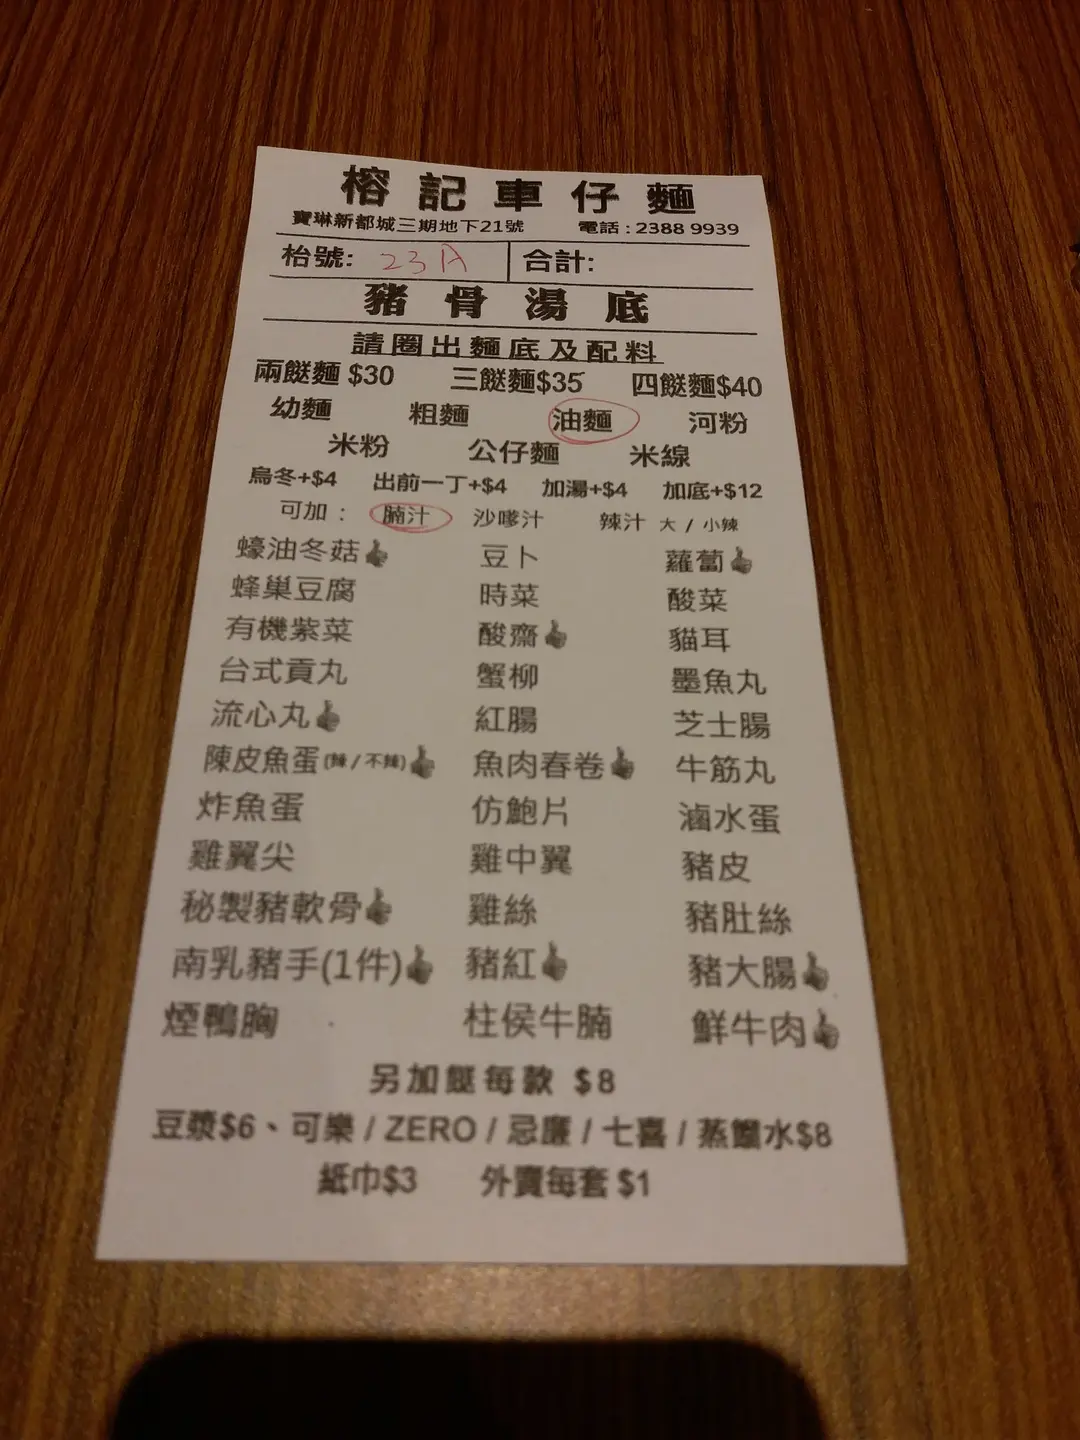 榕記車仔麵
寶琳新都城三期地下21號 電話 : 2388 9939
枱號: 23A 合計:
豬骨湯底
請圈出麵底及配料
兩餸麵 $30 三餸麵$35 四餸麵$40
幼麵 粗麵 油麵 河粉
米粉 公仔麵 米線
烏冬+$4 出前一丁+$4 加湯+$4 加底+$12
可加 : 腩汁 沙嗲汁 辣汁 大 / 小辣
蠔油冬菇 豆卜 蘿蔔
蜂巢豆腐 時菜 酸菜
有機紫菜 酸齋 貓耳
台式貢丸 蟹柳 墨魚丸
流心丸 紅腸 芝士腸
陳皮魚蛋(辣 / 不辣) 魚肉春卷 牛筋丸
炸魚蛋 仿鮑片 滷水蛋
雞翼尖 雞中翼 豬皮
秘製豬軟骨 雞絲 豬肚絲
南乳豬手(1件) 豬紅 豬大腸
煙鴨胸 柱侯牛腩 鮮牛肉
另加餸每款 $8
豆漿$6、可樂 / ZERO / 忌廉 / 七喜 / 蒸餾水$8
紙巾$3 外賣每套 $1